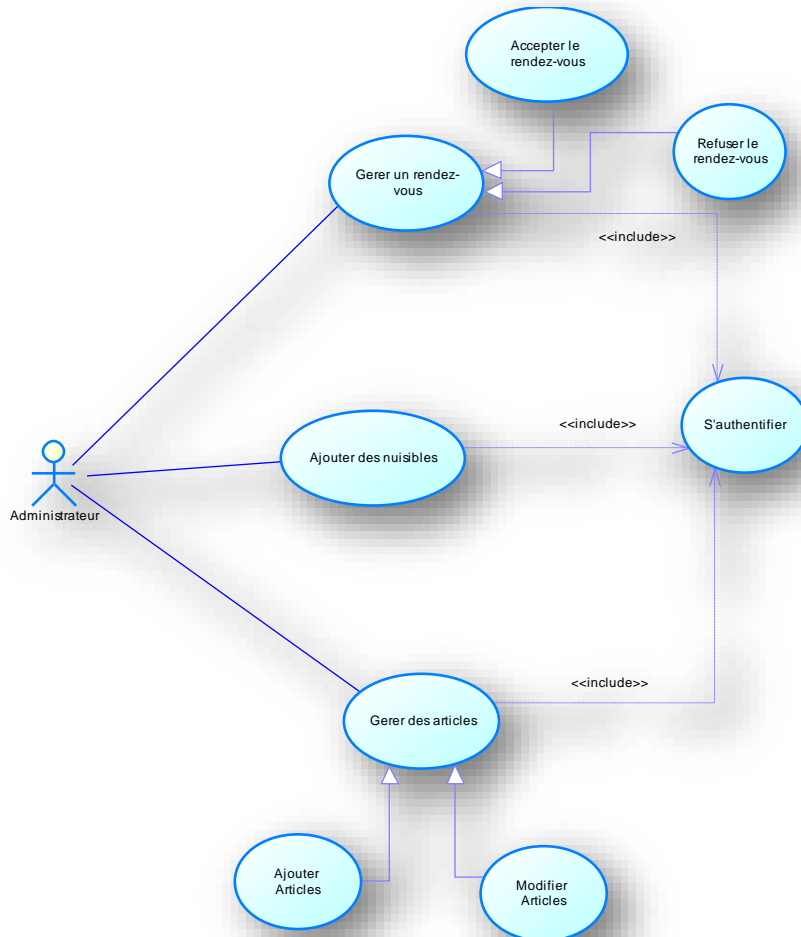 Accepter le
rendez-vous
Refuser le
rendez-vous
Gerer un rendez-
vous
<<include>>
S'authentifier
<<include>>
Ajouter des nuisibles
Administrateur
<<include>>
Gerer des articles
Ajouter
Articles
Modifier
Articles